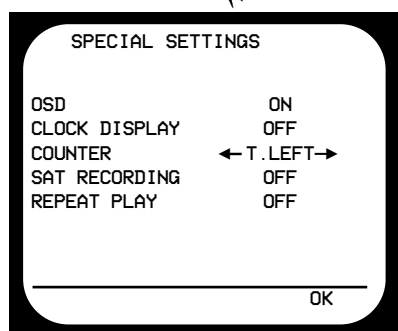 SPECIAL SETTINGS
OSD ON
CLOCK DISPLAY OFF
COUNTER ←T.LEFT→
SAT RECORDING OFF
REPEAT PLAY OFF
OK